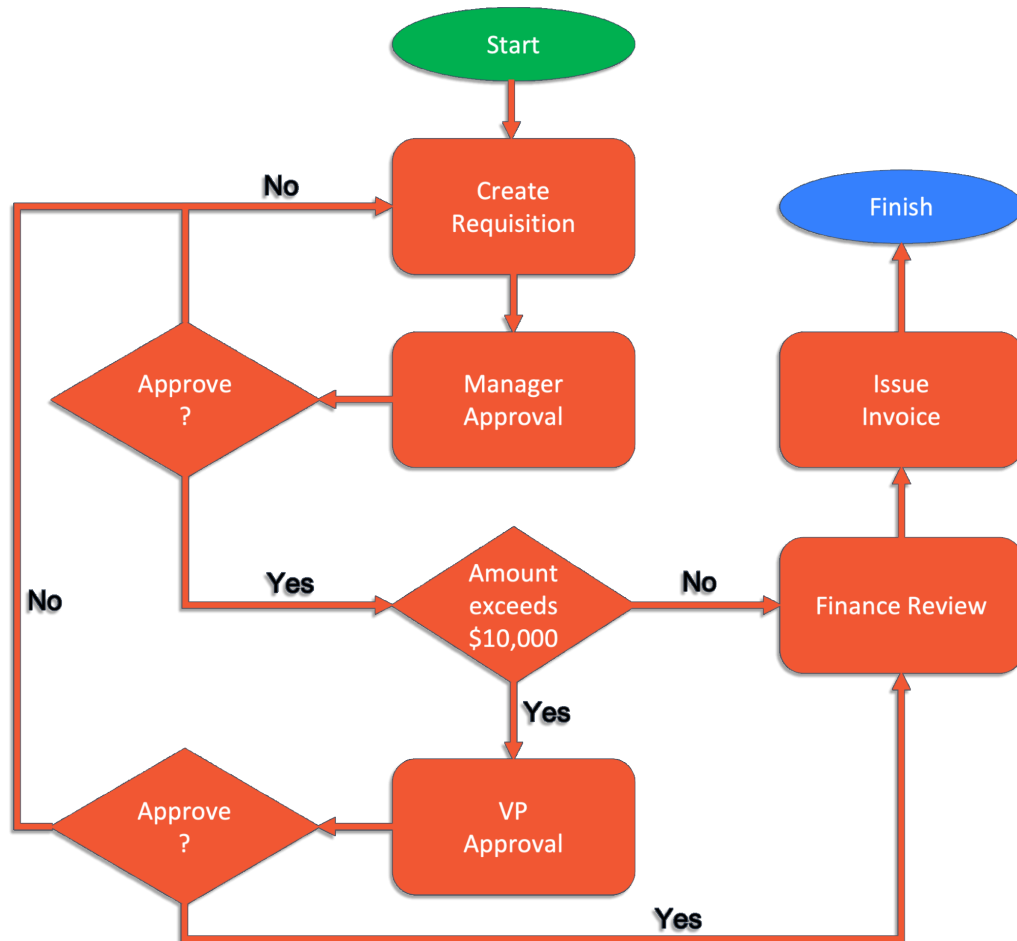 Start
No
Create
Requisition
Finish
Approve
?
Manager
Approval
Issue
Invoice
No
Yes
Amount
exceeds
$10,000
No
Finance Review
Yes
Approve
?
VP
Approval
Yes